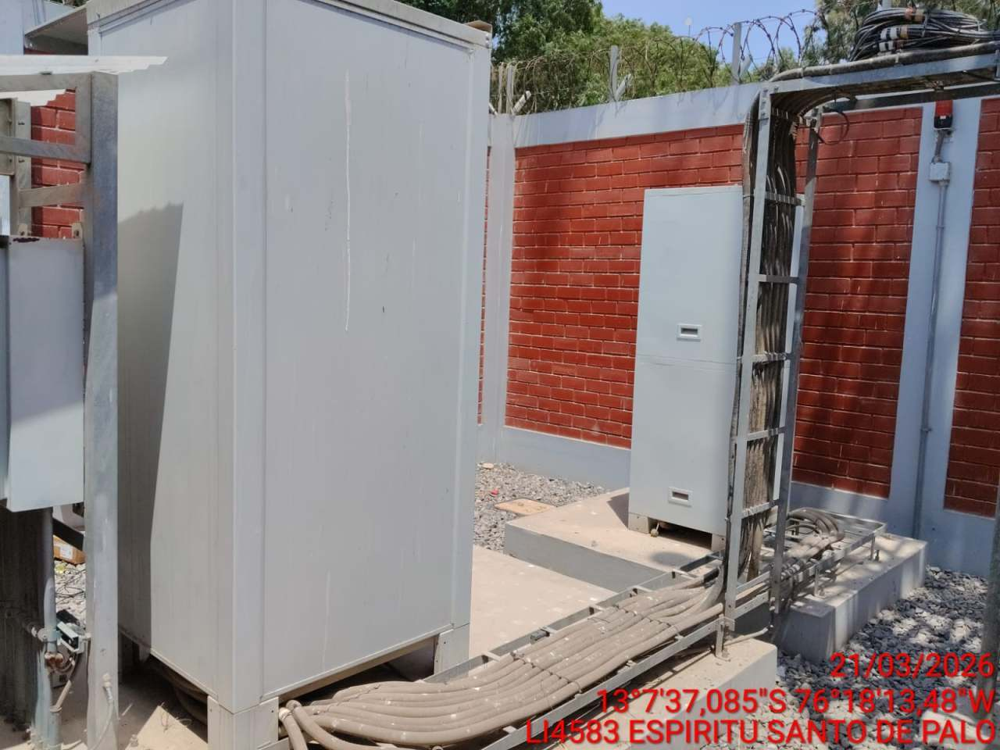 21/03/2026
13°7'37,085"S 76°18'13,48"W
LI4583 ESPIRITU SANTO DE PALO